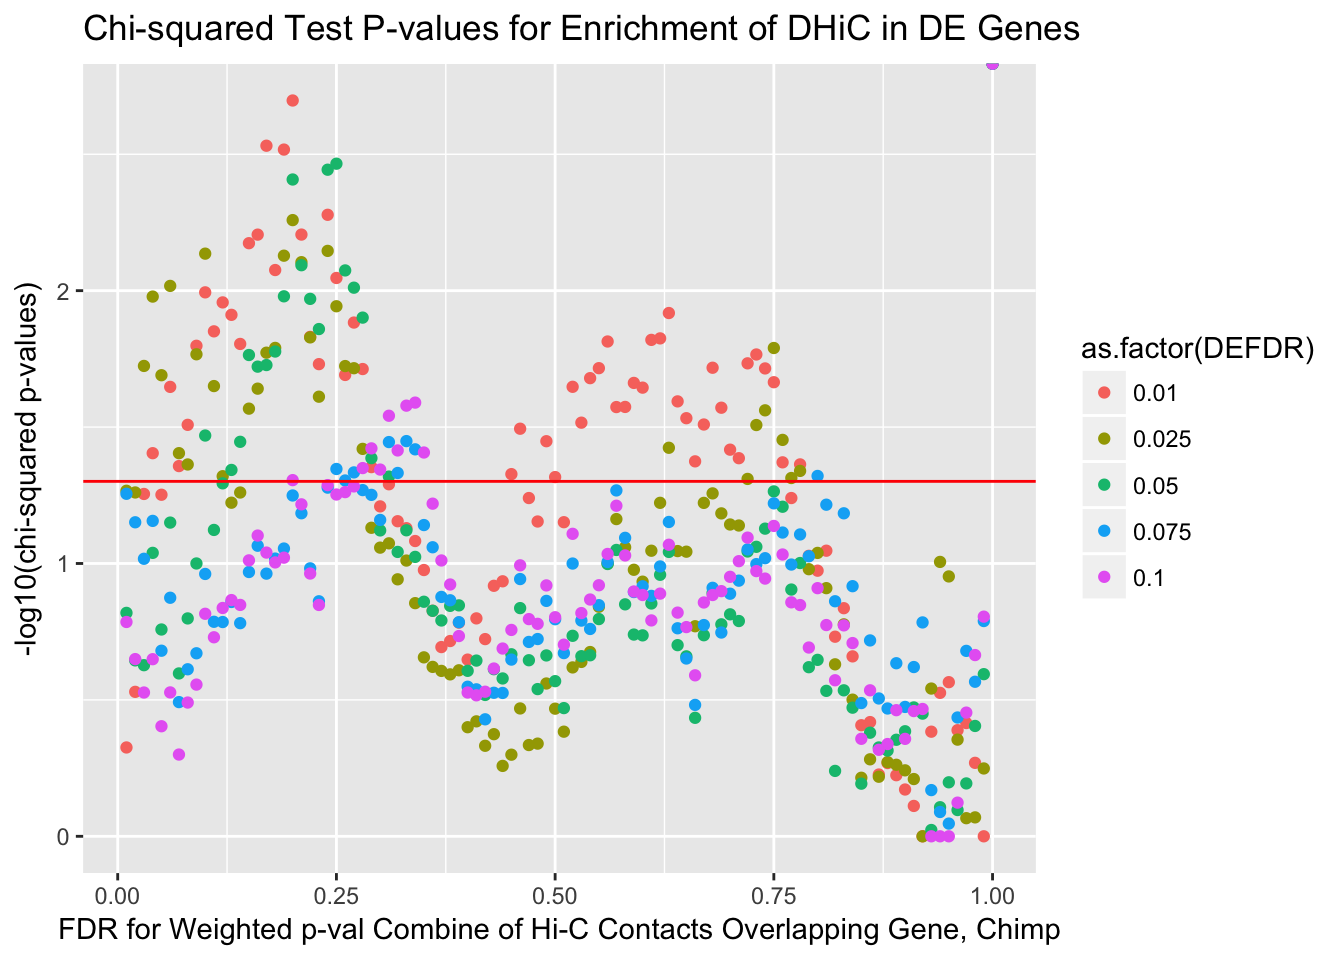 Chi-squared Test P-values for Enrichment of DHiC in DE Genes
-log10(chi-squared p-values)
2
1
0
0.00 0.25 0.50 0.75 1.00
FDR for Weighted p-val Combine of Hi-C Contacts Overlapping Gene, Chimp
as.factor(DEFDR)
0.01
0.025
0.05
0.075
0.1